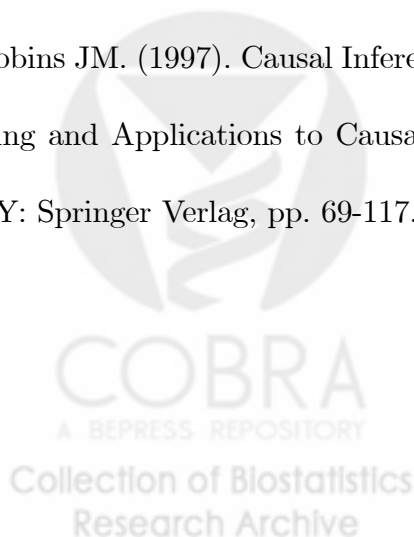 obins JM. (1997). Causal Infere
ing and Applications to Causa
Y: Springer Verlag, pp. 69-117.
COBRA
A BEPRESS REPOSITORY
Collection of Biostatistics
Research Archive